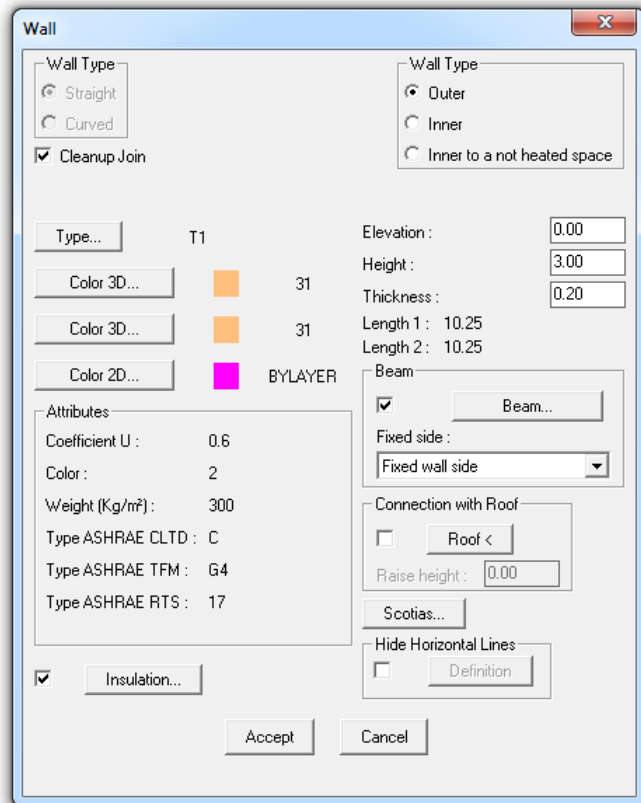 Wall
Wall Type
Straight
Curved
Cleanup Join
Wall Type
Outer
Inner
Inner to a not heated space
Type... T1
Color 3D... 31
Color 3D... 31
Color 2D... BYLAYER
Elevation : 0.00
Height : 3.00
Thickness : 0.20
Length 1 : 10.25
Length 2 : 10.25
Attributes
Coefficient U : 0.6
Color : 2
Weight (Kg/m²) : 300
Type ASHRAE CLTD : C
Type ASHRAE TFM : G4
Type ASHRAE RTS : 17
Beam
Beam...
Fixed side :
Fixed wall side
Connection with Roof
Roof <
Raise height : 0.00
Scotias...
Hide Horizontal Lines
Definition
Insulation...
Accept Cancel